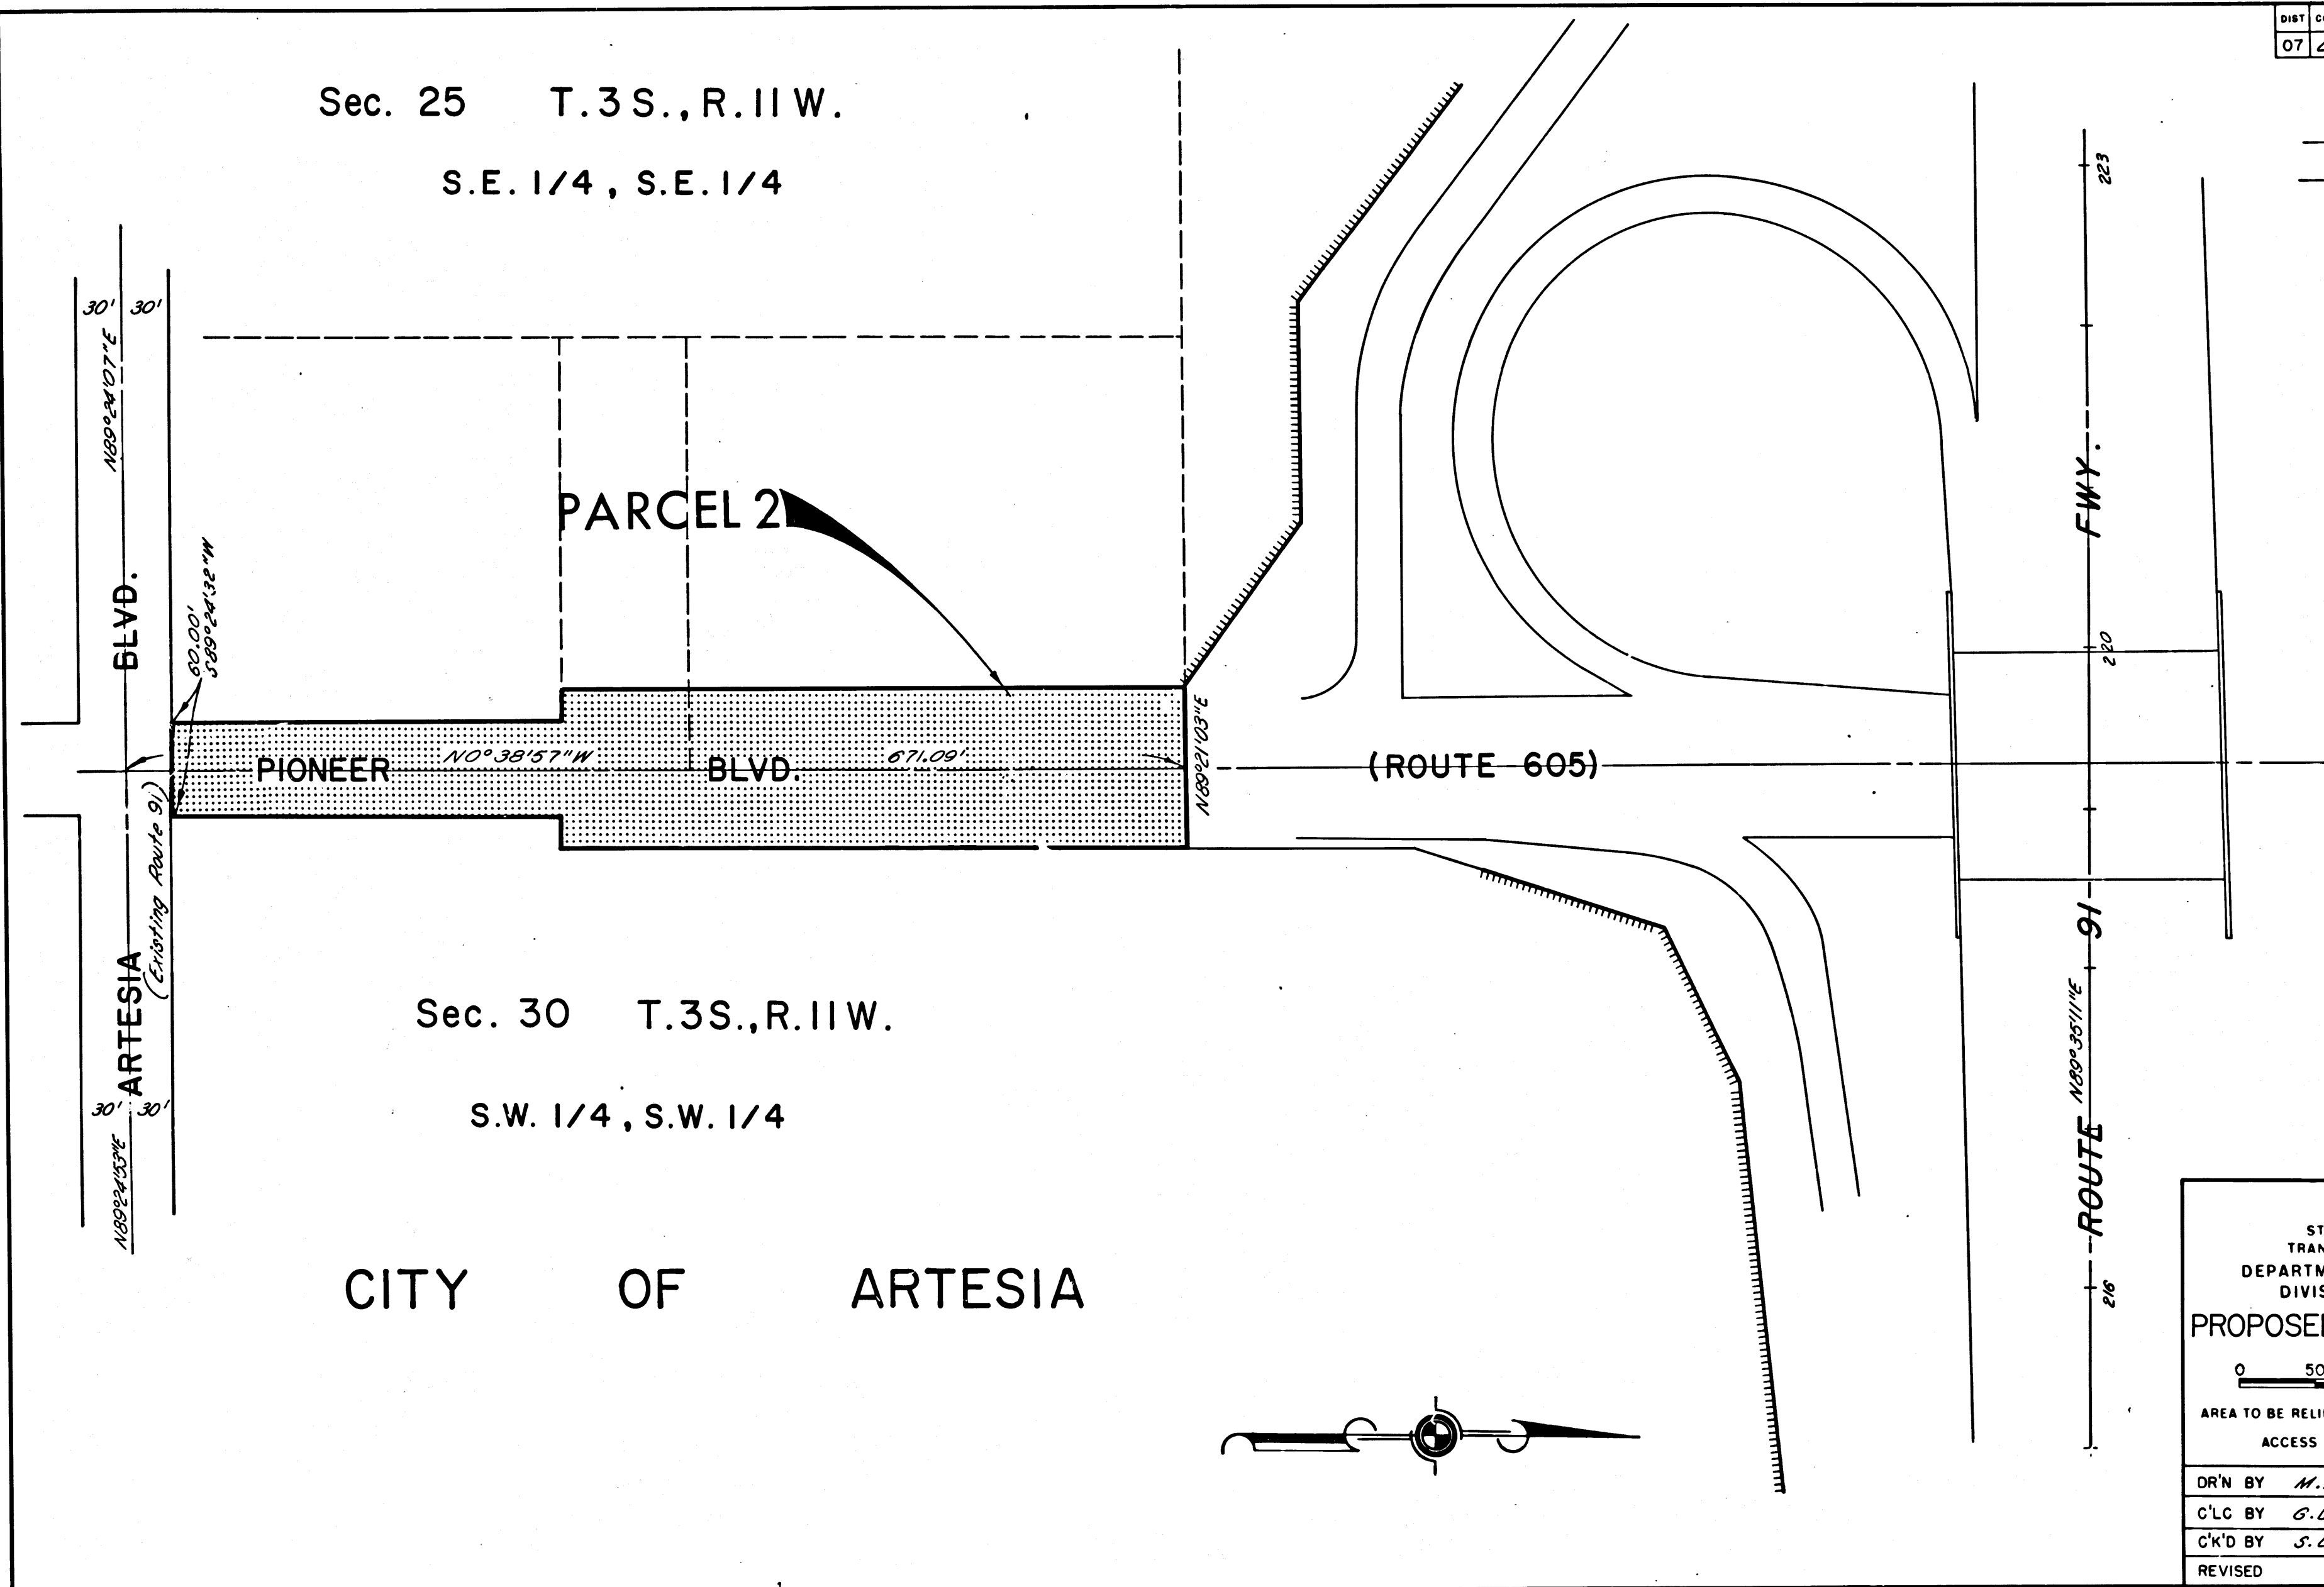 DIST
07
Sec. 25 T.3S., R.11W.
S.E. 1/4, S.E. 1/4
30' 30'
N89°24'07"E
223
FWY.
PARCEL 2
BLVD.
60.00'
S89°24'32"W
220
PIONEER N0°38'57"W BLVD. 671.09'
N89°21'03"E
(ROUTE 605)
(Existing Route 91)
ARTESIA
91
Sec. 30 T.3S., R.11W.
S.W. 1/4, S.W. 1/4
30' 30'
N89°24'53"E
N89°35'11"E
ROUTE
216
CITY OF ARTESIA
ST
TRAN
DEPARTM
DIVIS
PROPOSE
0 50
AREA TO BE RELI
ACCESS
DR'N BY M.
C'LC BY G.
C'K'D BY S.
REVISED